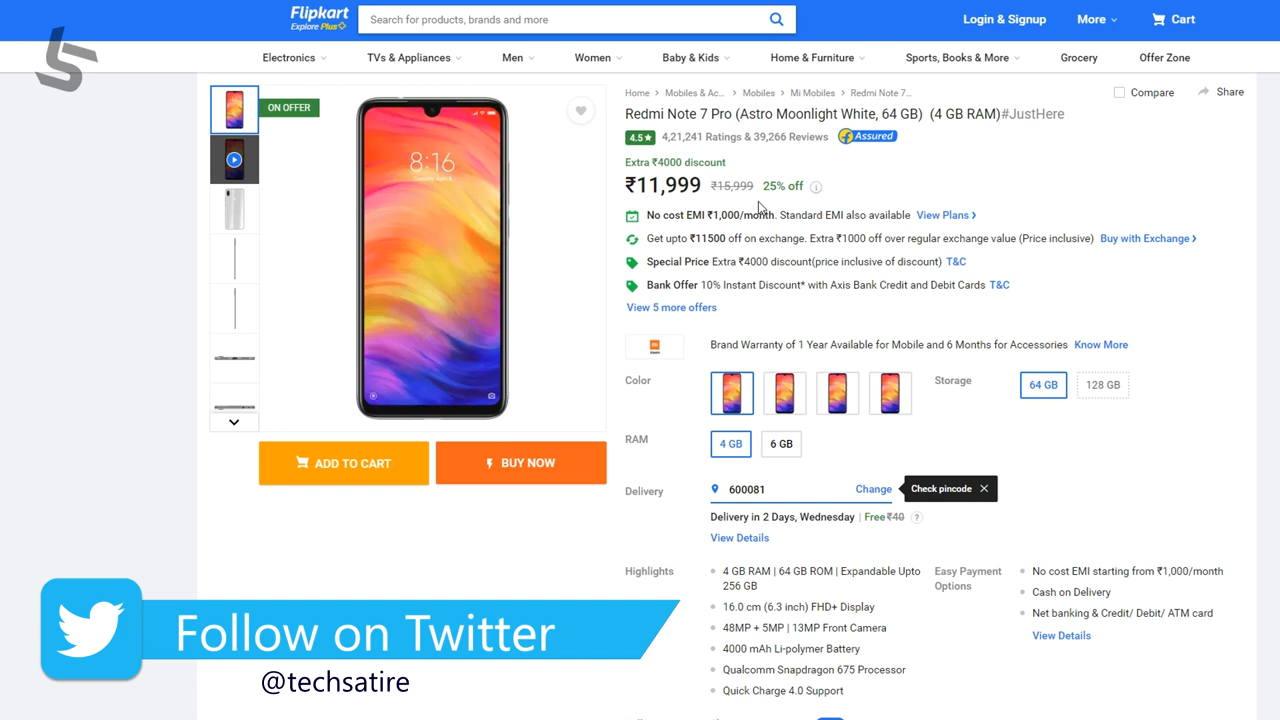 Flipkart
Explore Plus
Search for products, brands and more
Login & Signup
More
Cart
Electronics
TVs & Appliances
Men
Women
Baby & Kids
Home & Furniture
Sports, Books & More
Grocery
Offer Zone
ON OFFER
8:16
ADD TO CART
BUY NOW
Home > Mobiles & Ac... > Mobiles > Mi Mobiles > Redmi Note 7...
Compare
Share
Redmi Note 7 Pro (Astro Moonlight White, 64 GB) (4 GB RAM)#JustHere
4.5★ 4,21,241 Ratings & 39,266 Reviews Assured
Extra ₹4000 discount
₹11,999 ₹15,999 25% off
No cost EMI ₹1,000/month. Standard EMI also available View Plans >
Get upto ₹11500 off on exchange. Extra ₹1000 off over regular exchange value (Price inclusive) Buy with Exchange >
Special Price Extra ₹4000 discount(price inclusive of discount) T&C
Bank Offer 10% Instant Discount* with Axis Bank Credit and Debit Cards T&C
View 5 more offers
Brand Warranty of 1 Year Available for Mobile and 6 Months for Accessories Know More
Color
Storage
64 GB
128 GB
RAM
4 GB
6 GB
Delivery
600081
Change
Check pincode
Delivery in 2 Days, Wednesday | Free ₹40 ?
View Details
Highlights
4 GB RAM | 64 GB ROM | Expandable Upto
256 GB
16.0 cm (6.3 inch) FHD+ Display
48MP + 5MP | 13MP Front Camera
4000 mAh Li-polymer Battery
Qualcomm Snapdragon 675 Processor
Quick Charge 4.0 Support
Easy Payment
Options
No cost EMI starting from ₹1,000/month
Cash on Delivery
Net banking & Credit/ Debit/ ATM card
View Details
Follow on Twitter
@techsatire